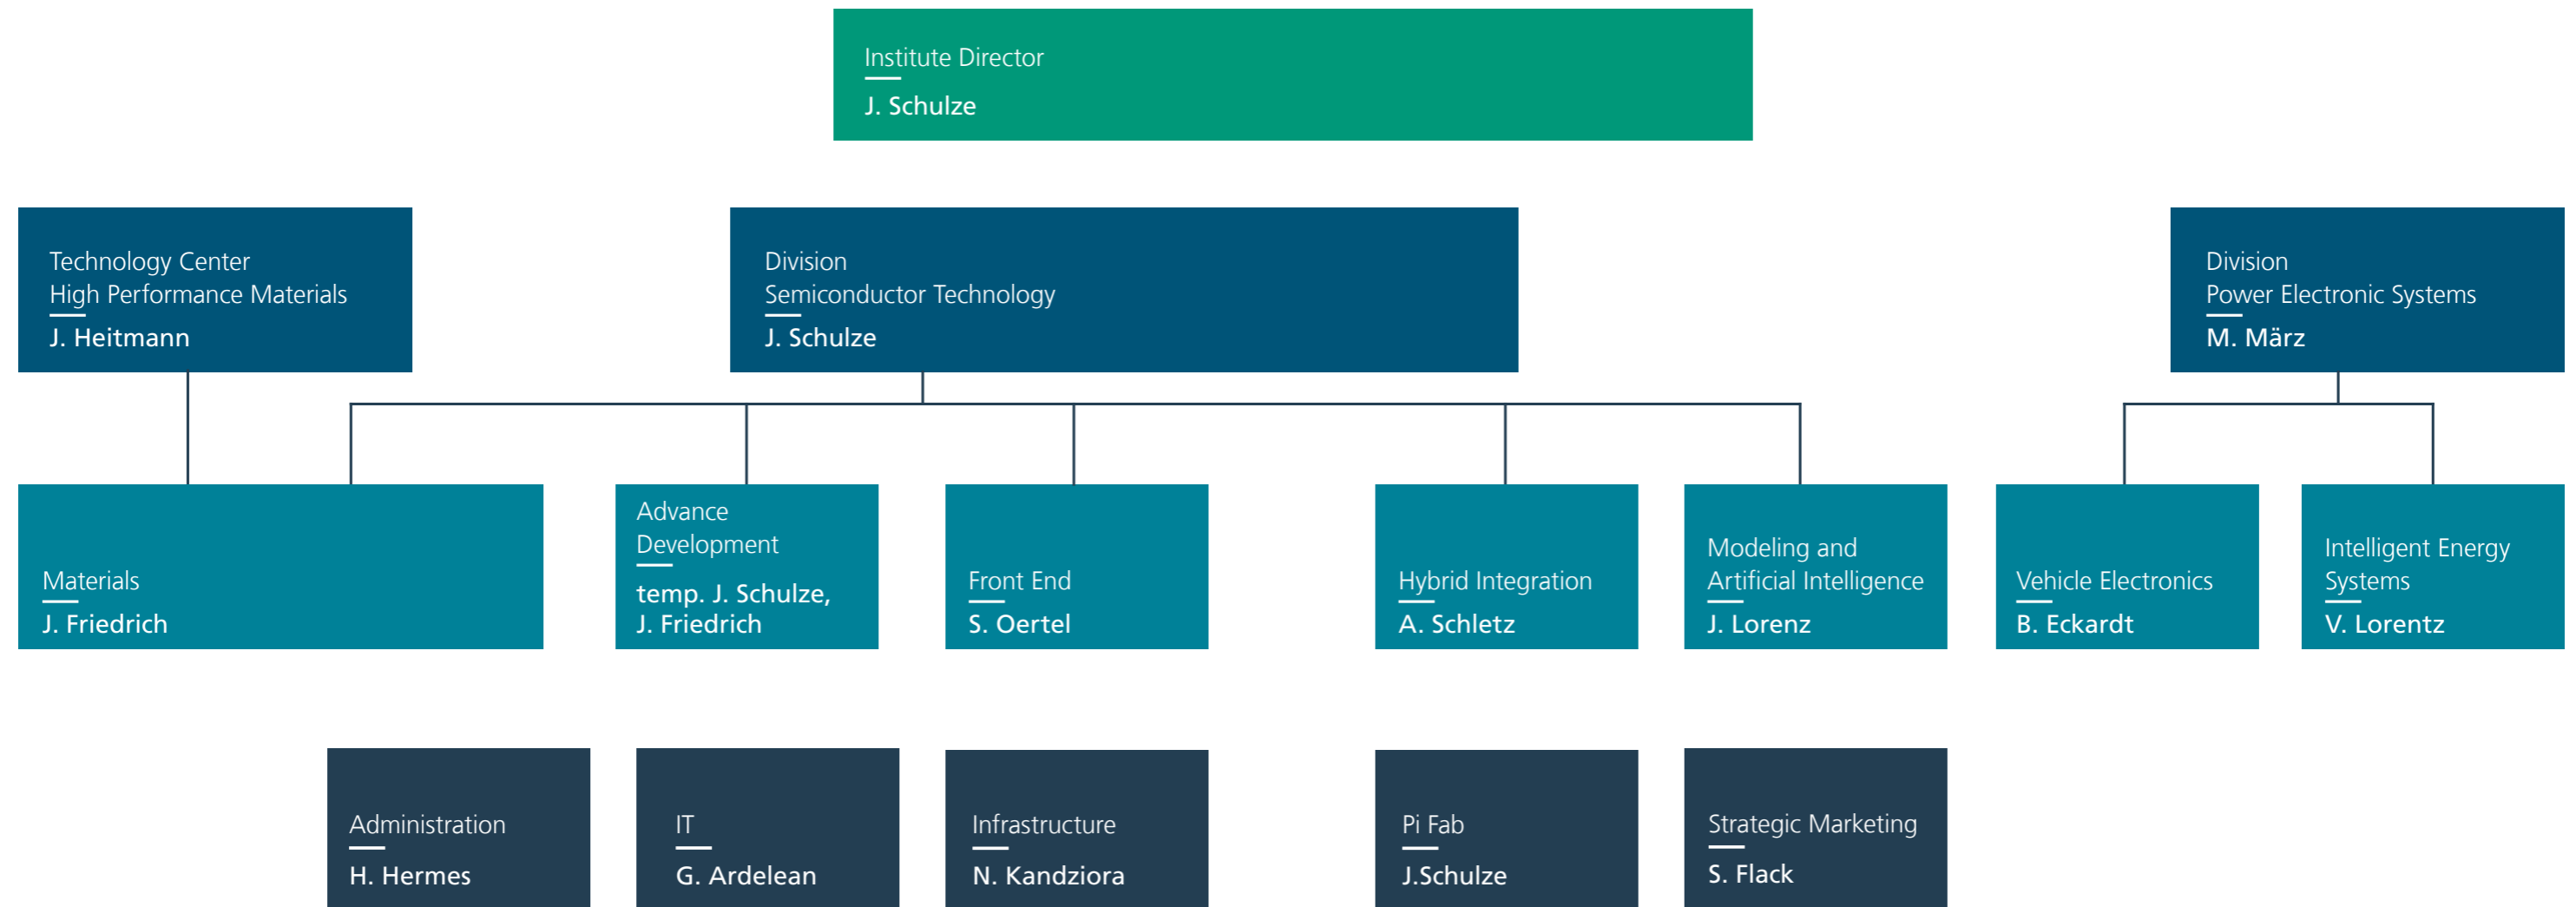 Institute Director
J. Schulze
Technology Center
High Performance Materials
J. Heitmann
Division
Semiconductor Technology
J. Schulze
Division
Power Electronic Systems
M. März
Materials
J. Friedrich
Advance
Development
temp. J. Schulze,
J. Friedrich
Front End
S. Oertel
Hybrid Integration
A. Schletz
Modeling and
Artificial Intelligence
J. Lorenz
Vehicle Electronics
B. Eckardt
Intelligent Energy
Systems
V. Lorentz
Administration
H. Hermes
IT
G. Ardelean
Infrastructure
N. Kandziora
Pi Fab
J.Schulze
Strategic Marketing
S. Flack